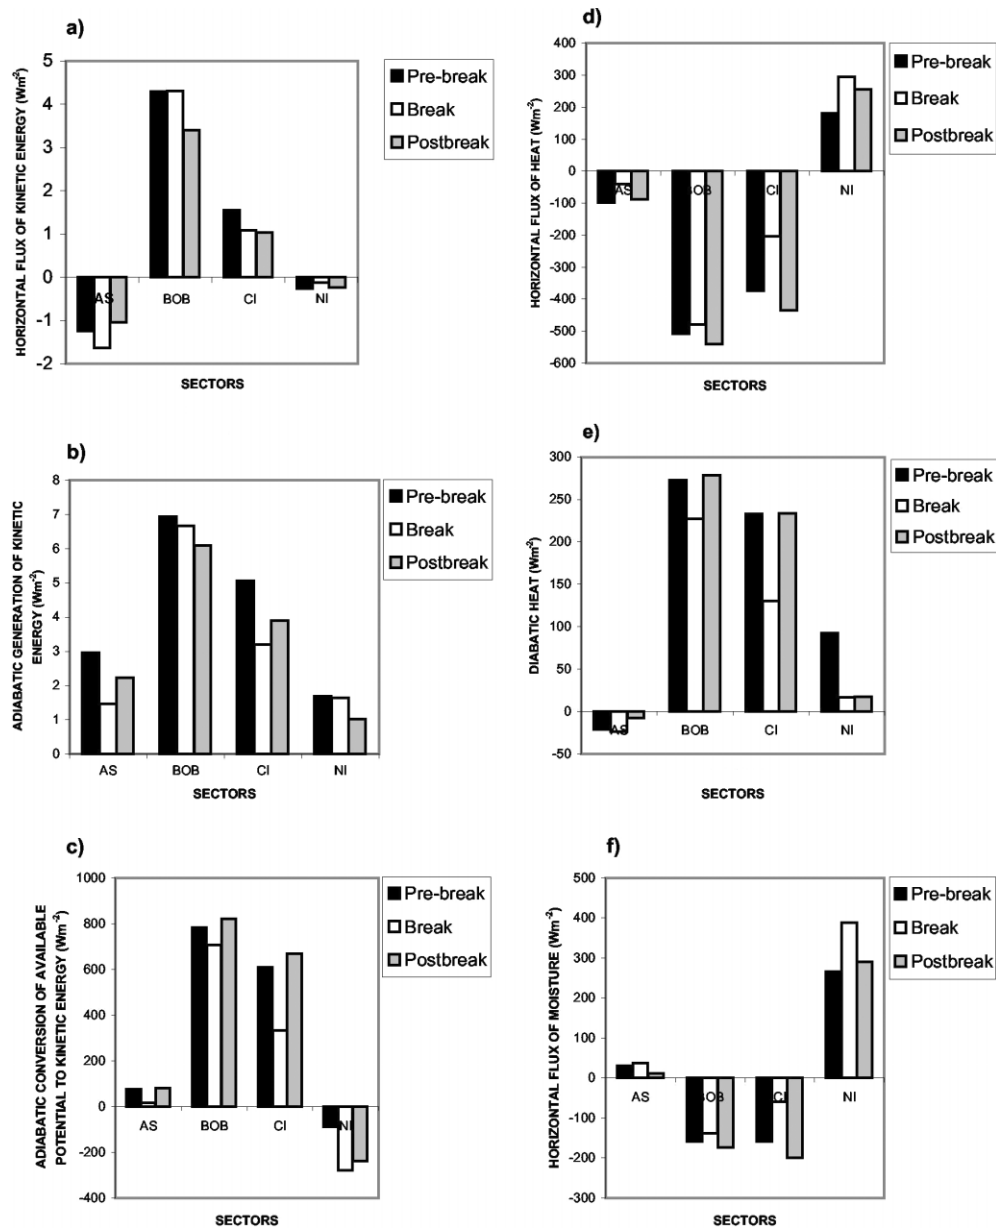 a)
HORIZONTAL FLUX OF KINETIC ENERGY (Wm⁻²)
5
4
3
2
1
0
-1
-2
AS
BOB
CI
NI
SECTORS
Pre-break
Break
Postbreak
d)
HORIZONTAL FLUX OF HEAT (Wm⁻²)
400
300
200
100
0
-100
-200
-300
-400
-500
-600
AS
BOB
CI
NI
SECTORS
Pre-break
Break
Postbreak
b)
ADIABATIC GENERATION OF KINETIC
ENERGY (Wm⁻²)
8
7
6
5
4
3
2
1
0
AS
BOB
CI
NI
SECTORS
Pre-break
Break
Postbreak
e)
DIABATIC HEAT (Wm⁻²)
300
250
200
150
100
50
0
-50
AS
BOB
CI
NI
SECTORS
Pre-break
Break
Postbreak
c)
ADIABATIC CONVERSION OF AVAILABLE
POTENTIAL TO KINETIC ENERGY (Wm⁻²)
1000
800
600
400
200
0
-200
-400
AS
BOB
CI
NI
SECTORS
Pre-break
Break
Postbreak
f)
HORIZONTAL FLUX OF MOISTURE (Wm⁻²)
500
400
300
200
100
0
-100
-200
-300
AS
BOB
CI
NI
SECTORS
Pre-break
Break
Postbreak